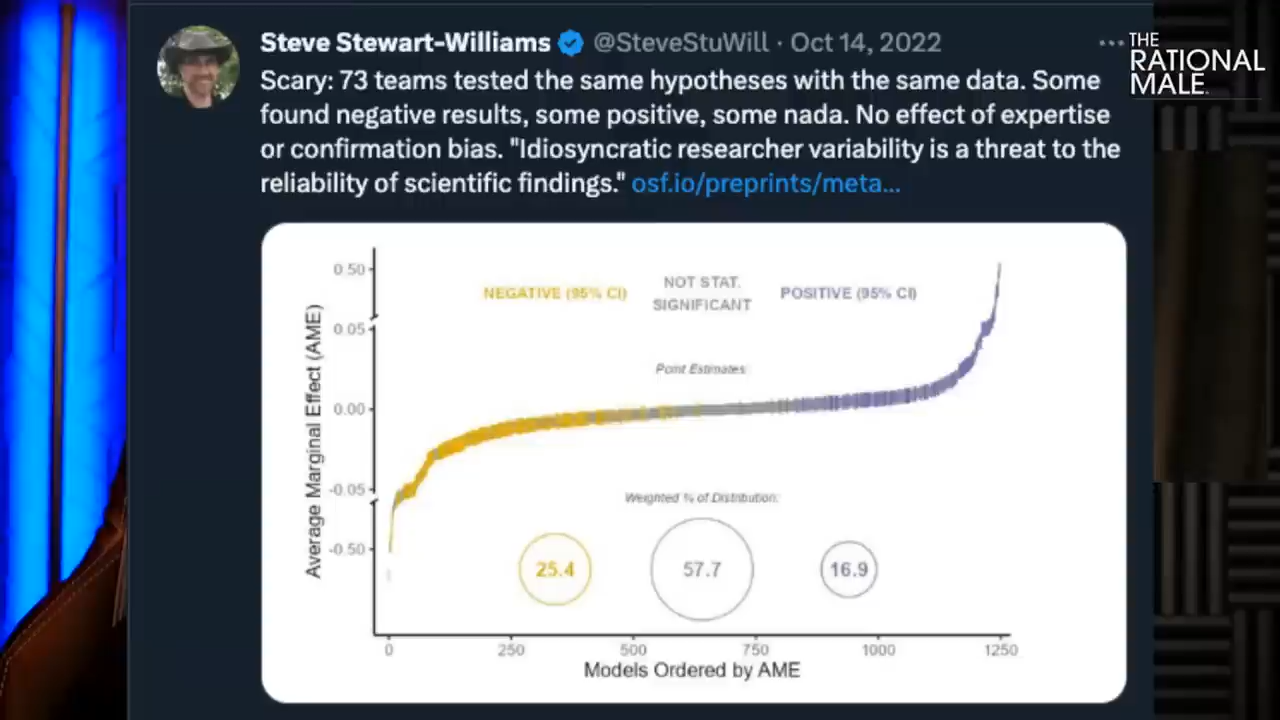 Steve Stewart-Williams @SteveStuWill · Oct 14, 2022 ...
THE
RATIONAL
MALE
Scary: 73 teams tested the same hypotheses with the same data. Some
found negative results, some positive, some nada. No effect of expertise
or confirmation bias. "Idiosyncratic researcher variability is a threat to the
reliability of scientific findings." osf.io/preprints/meta...
0.50
NEGATIVE (95% CI)
NOT STAT.
SIGNIFICANT
POSITIVE (95% CI)
0.05
Point Estimates:
0.00
-0.05
Weighted % of Distribution:
-0.50
25.4
57.7
16.9
Average Marginal Effect (AME)
0 250 500 750 1000 1250
Models Ordered by AME